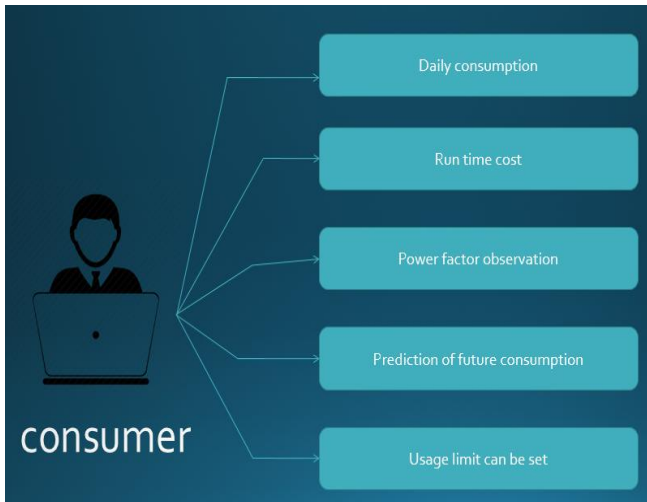 Daily consumption
Run time cost
Power factor observation
Prediction of future consumption
Usage limit can be set
consumer